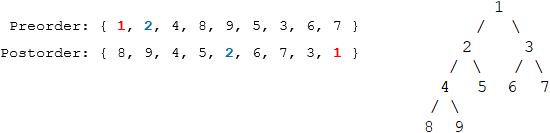 Preorder: { 1, 2, 4, 8, 9, 5, 3, 6, 7 }
Postorder: { 8, 9, 4, 5, 2, 6, 7, 3, 1 }
1
/ \
2 3
/ \ / \
4 5 6 7
/ \
8 9